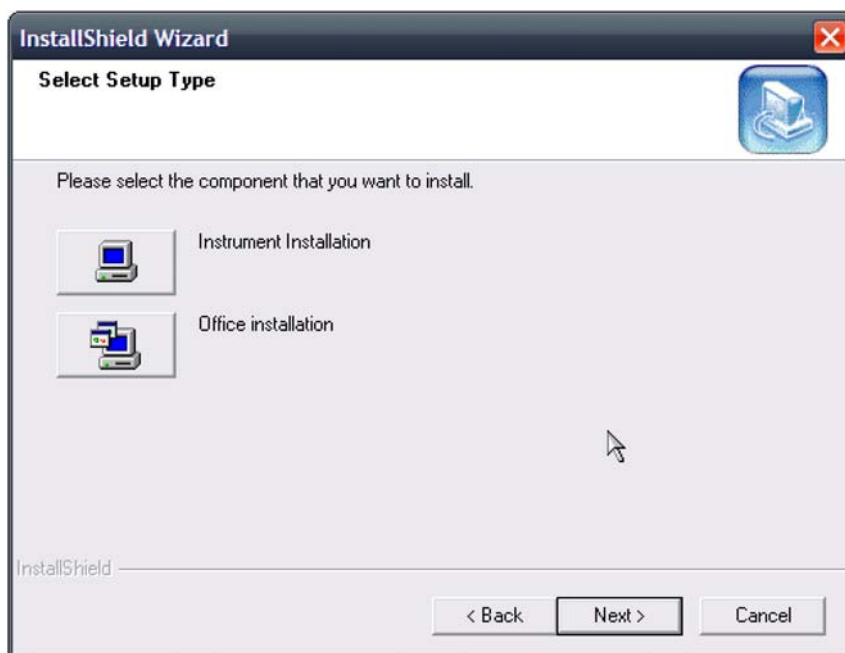 InstallShield Wizard
Select Setup Type
Please select the component that you want to install.
Instrument Installation
Office installation
InstallShield
< Back
Next >
Cancel